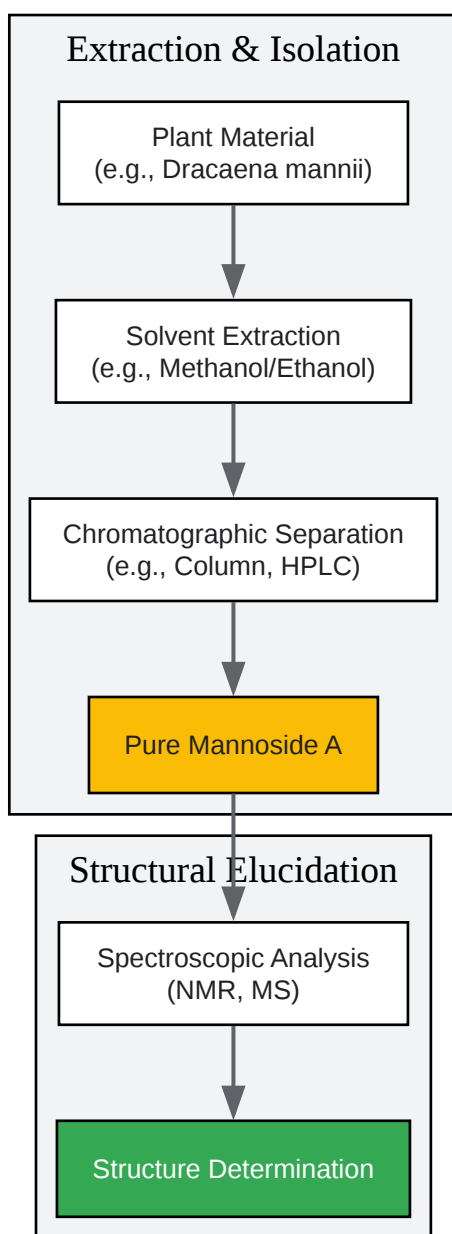 Extraction & Isolation
Plant Material
(e.g., Dracaena mannii)
Solvent Extraction
(e.g., Methanol/Ethanol)
Chromatographic Separation
(e.g., Column, HPLC)
Pure Mannoside A
Structural Elucidation
Spectroscopic Analysis
(NMR, MS)
Structure Determination